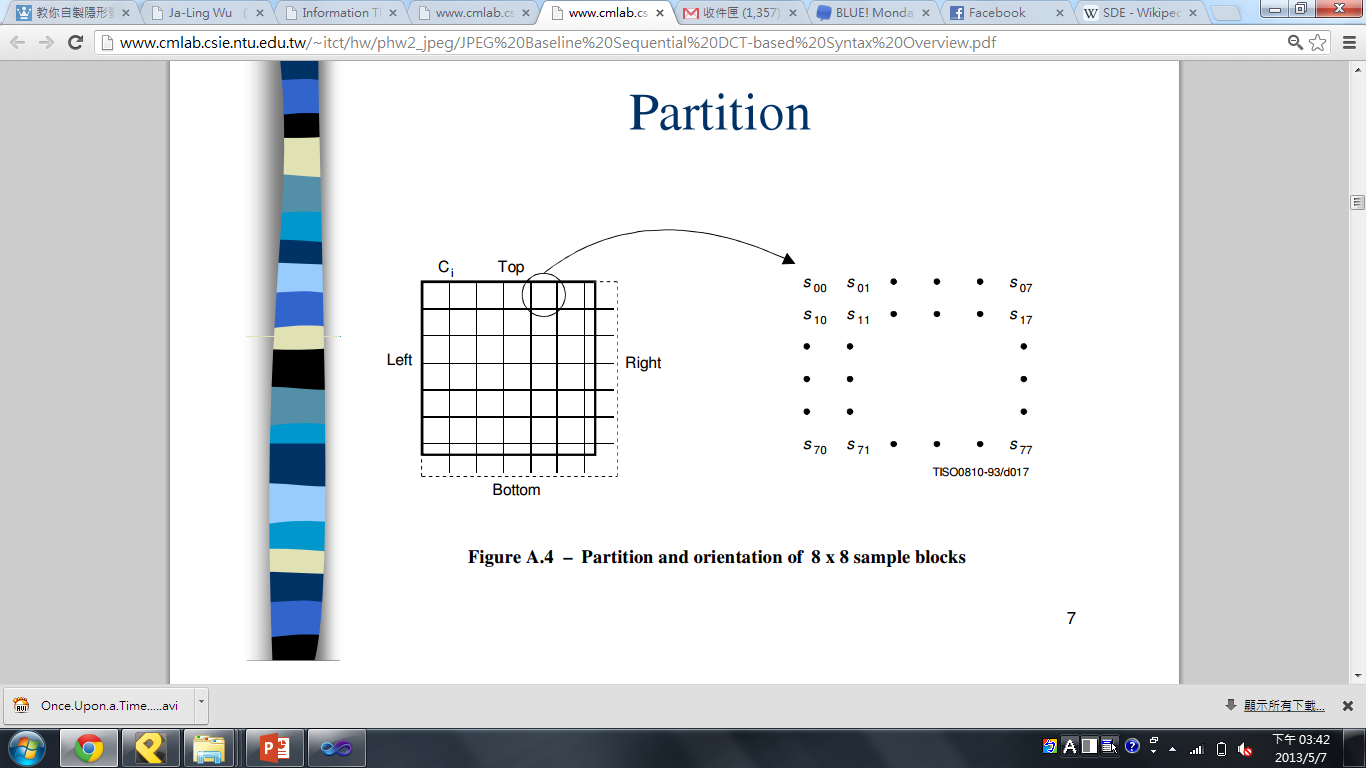 教你自製隱形
Ja-Ling Wu (
Information T
www.cmlab.cs
www.cmlab.cs
收件匣 (1,357)
BLUE! Monda
Facebook
SDE - Wikipe
www.cmlab.csie.ntu.edu.tw/~itct/hw/phw2_jpeg/JPEG%20Baseline%20Sequential%20DCT-based%20Syntax%20Overview.pdf
Partition
Ci Top
Left
Right
Bottom
s00 s01 • • • s07
s10 s11 • • • s17
s70 s71 • • • s77
TISO0810-93/d017
Figure A.4 – Partition and orientation of 8 x 8 sample blocks
7
Once.Upon.a.Time.....avi
顯示所有下載...
A
下午 03:42
2013/5/7